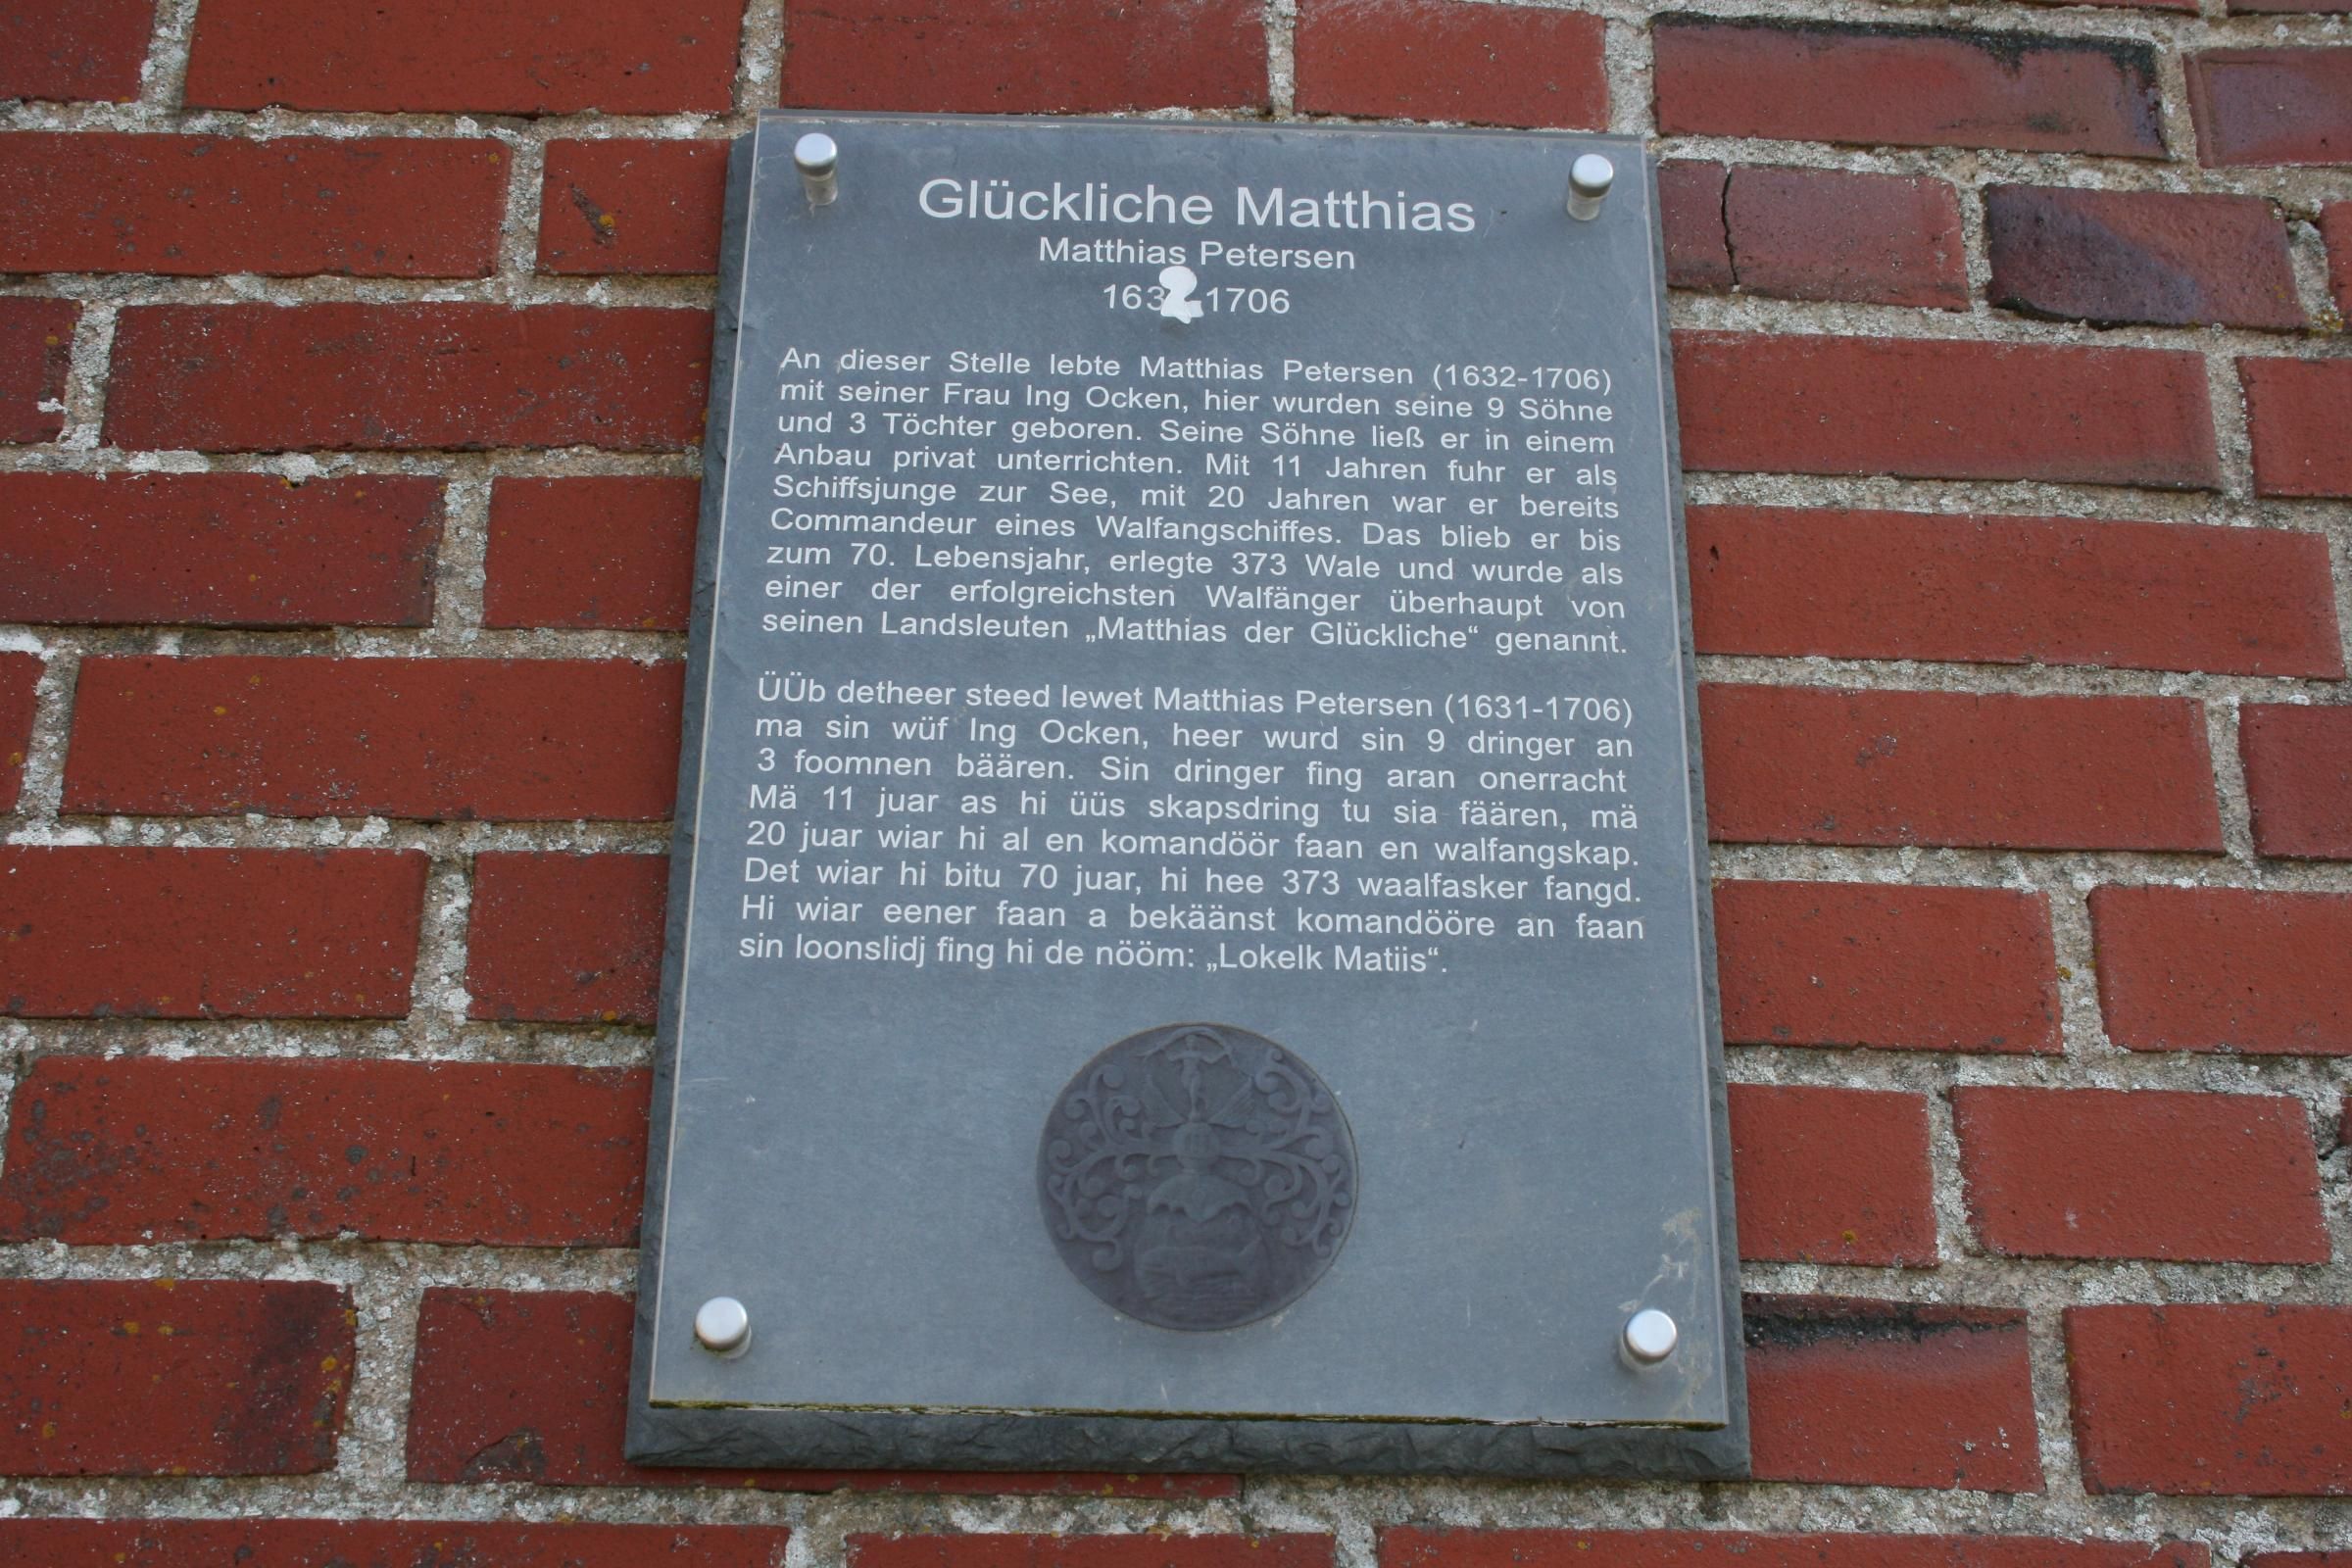 Glückliche Matthias
Matthias Petersen
1632 1706
An dieser Stelle lebte Matthias Petersen (1632-1706)
mit seiner Frau Ing Ocken, hier wurden seine 9 Söhne
und 3 Töchter geboren. Seine Söhne ließ er in einem
Anbau privat unterrichten. Mit 11 Jahren fuhr er als
Schiffsjunge zur See, mit 20 Jahren war er bereits
Commandeur eines Walfangschiffes. Das blieb er bis
zum 70. Lebensjahr, erlegte 373 Wale und wurde als
einer der erfolgreichsten Walfänger überhaupt von
seinen Landsleuten „Matthias der Glückliche“ genannt.
ÜÜb detheer steed lewet Matthias Petersen (1631-1706)
ma sin wüf Ing Ocken, heer wurd sin 9 dringer an
3 foomnen bäären. Sin dringer fing aran onerracht
Mä 11 juar as hi üüs skapsdring tu sia fäären, mä
20 juar wiar hi al en komandöör faan en walfangskap.
Det wiar hi bitu 70 juar, hi hee 373 waalfasker fangd.
Hi wiar eener faan a bekäänst komandööre an faan
sin loonslidj fing hi de nööm: „Lokelk Matiis“.